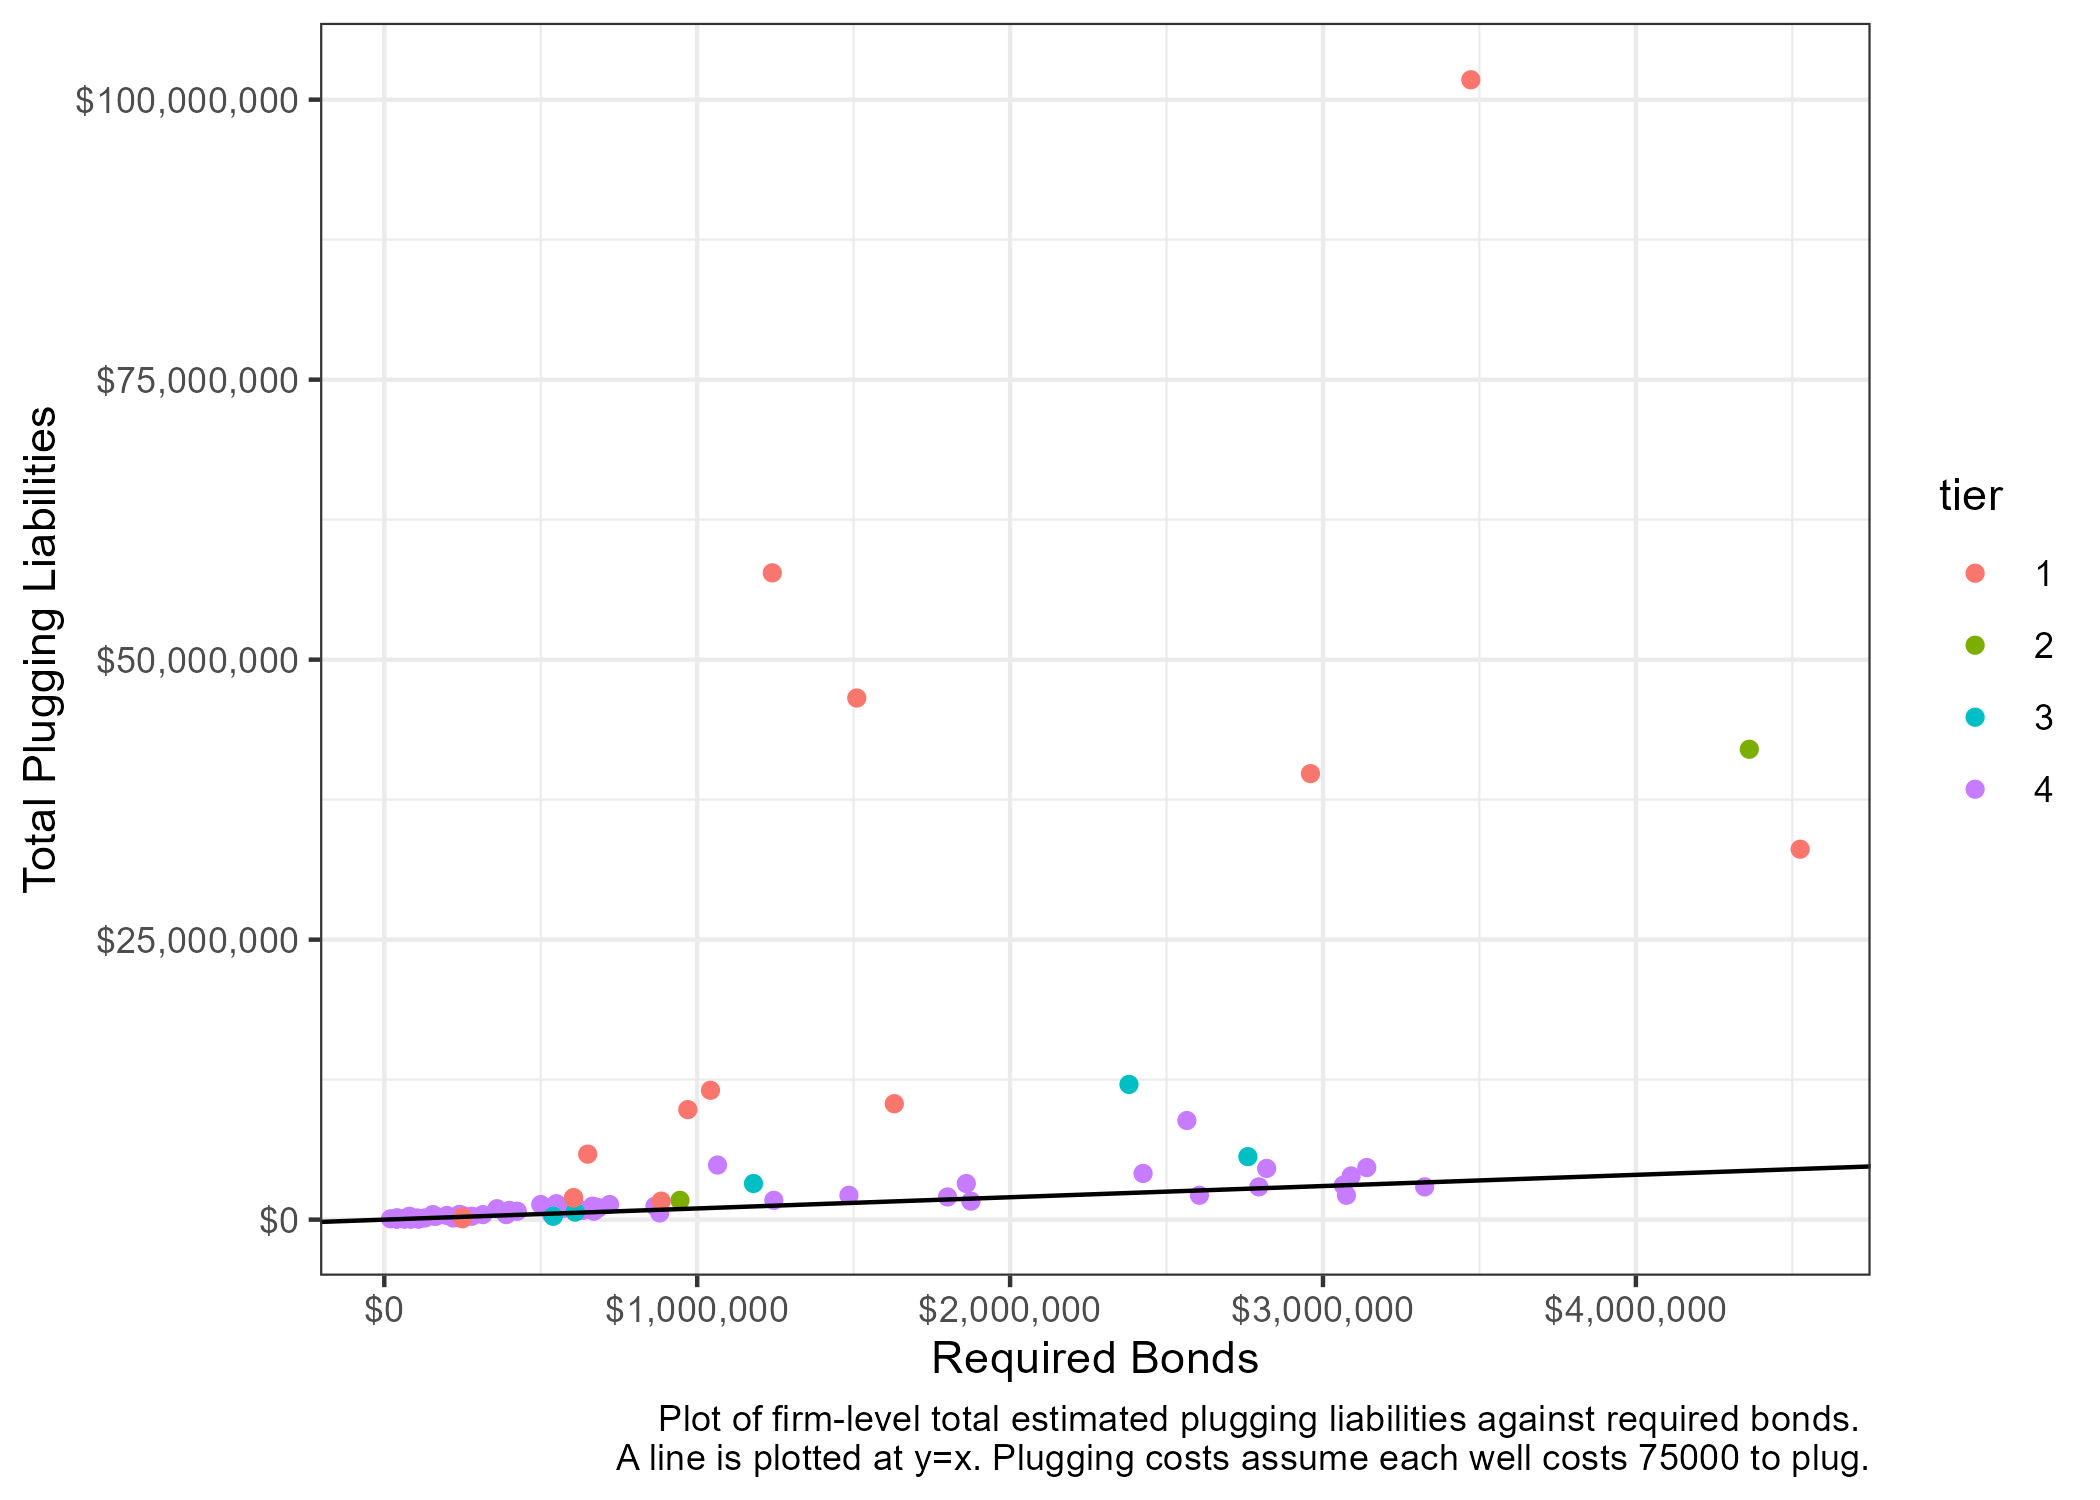 $100,000,000
$75,000,000
$50,000,000
$25,000,000
$0
Total Plugging Liabilities
$0
$1,000,000
$2,000,000
$3,000,000
$4,000,000
Required Bonds
tier
1
2
3
4
Plot of firm-level total estimated plugging liabilities against required bonds.
A line is plotted at y=x. Plugging costs assume each well costs 75000 to plug.